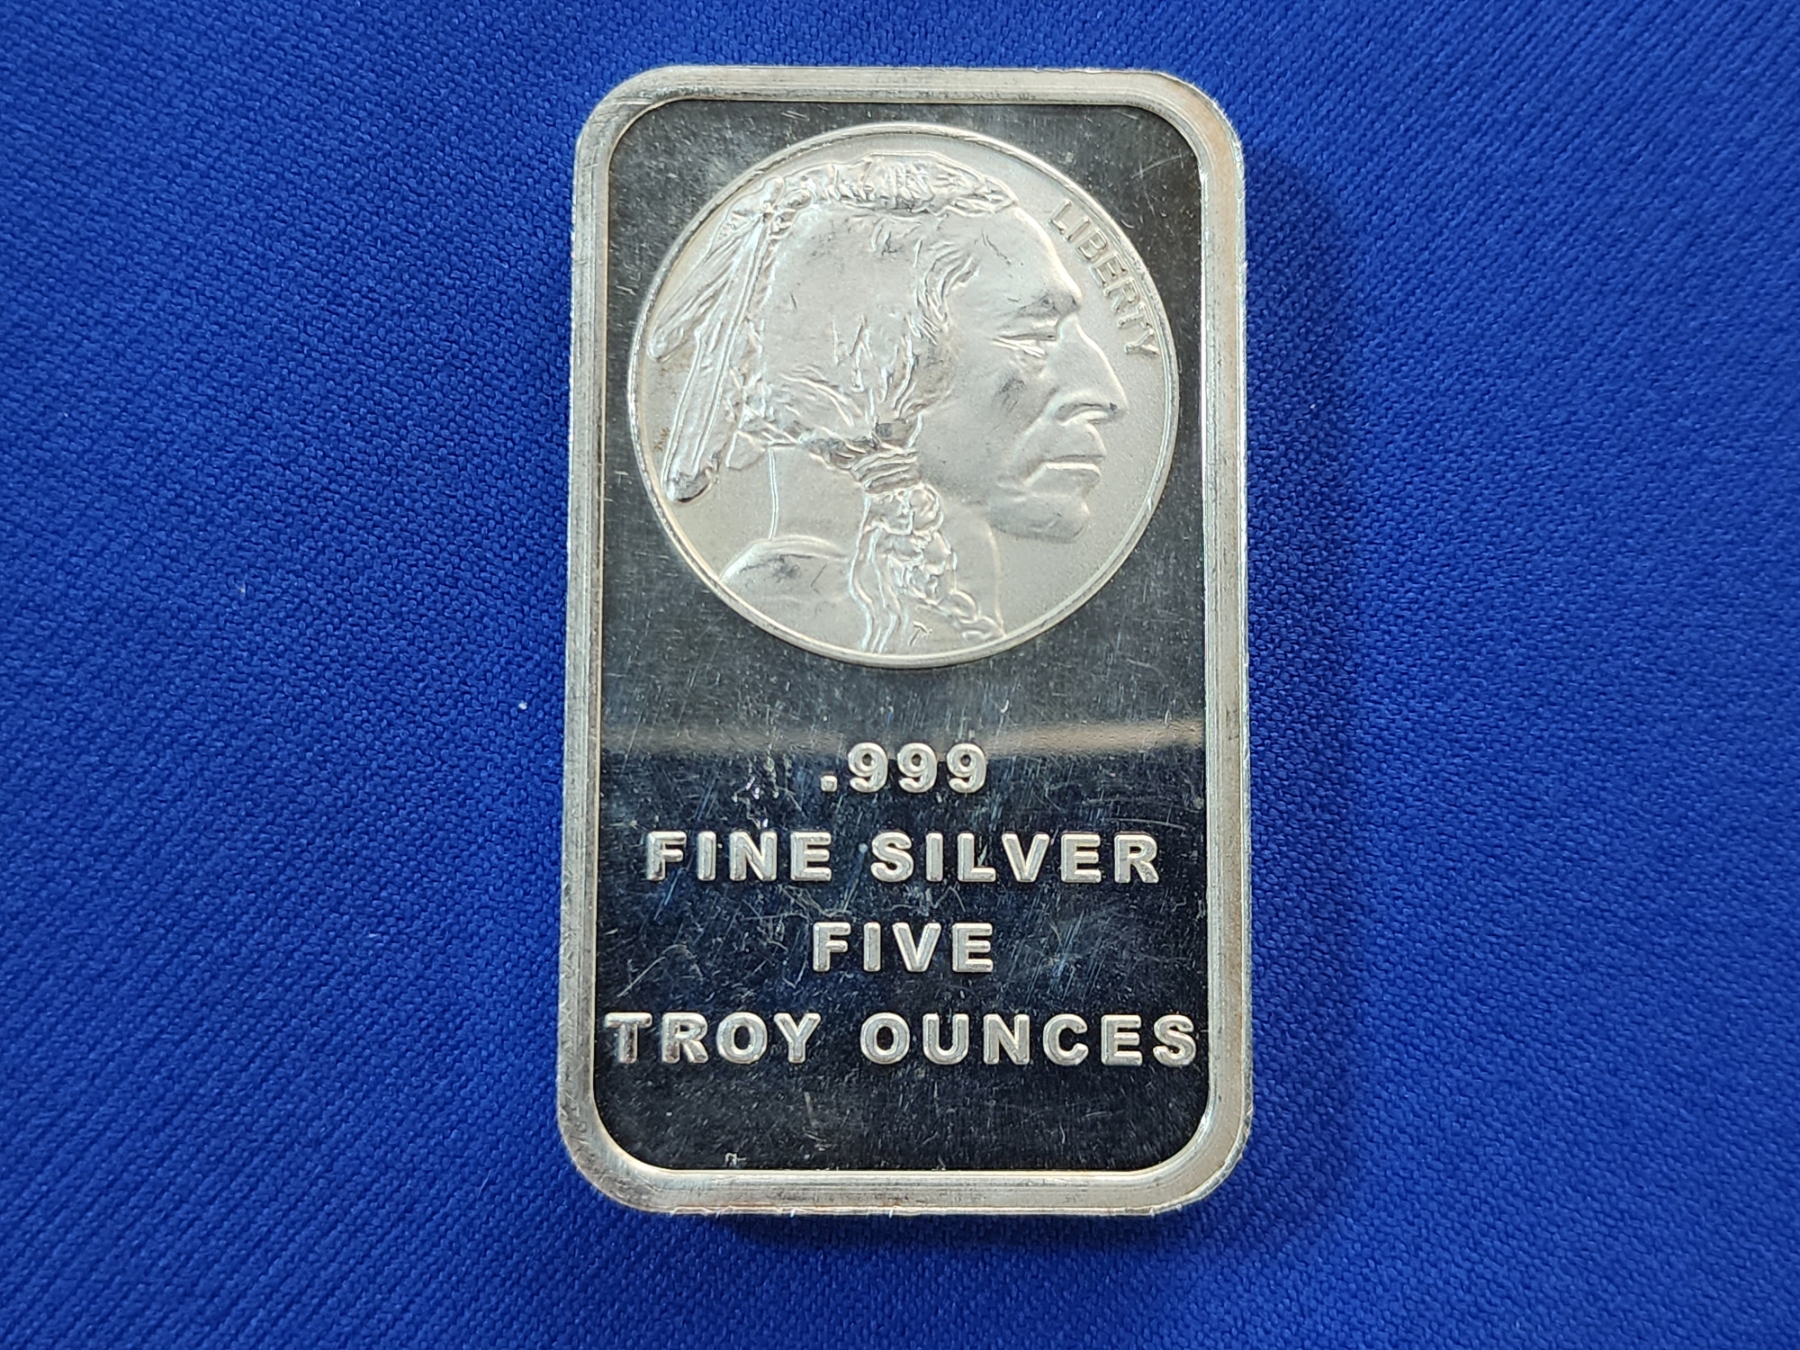 LIBERTY
.999
FINE SILVER
FIVE
TROY OUNCES